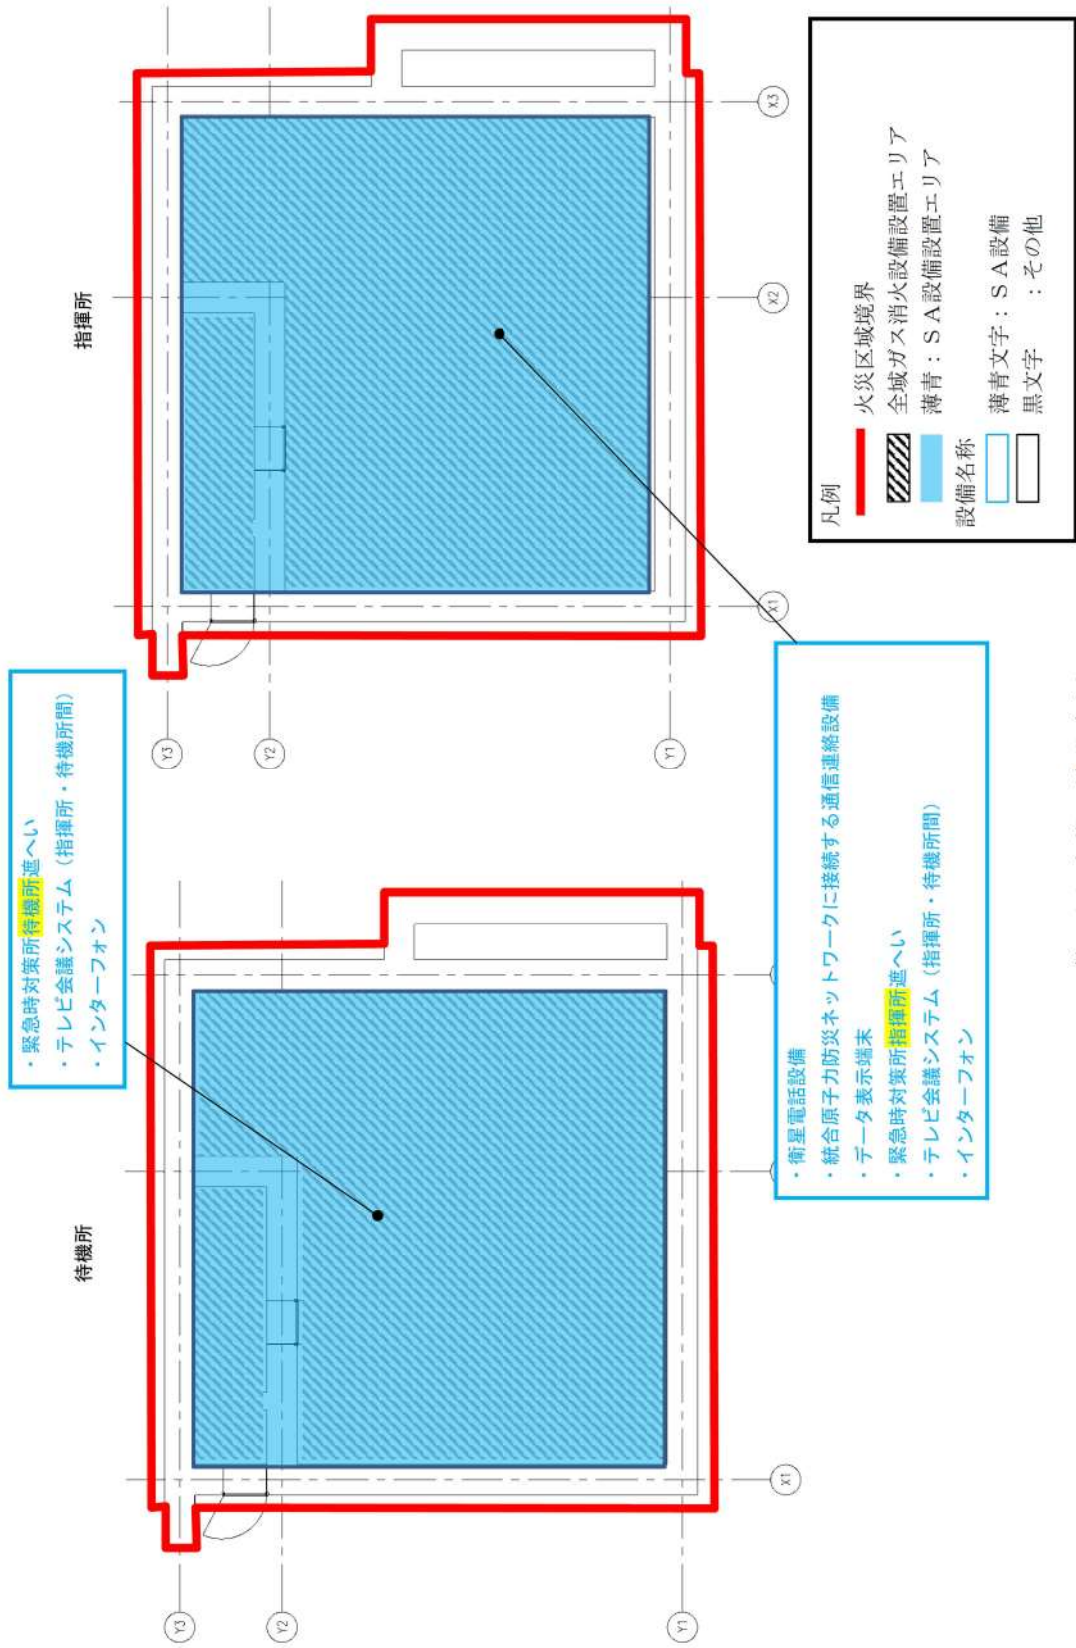 ・緊急時対策所待機所遮へい
・テレビ会議システム（指揮所・待機所間）
・インターフォン
待機所
指揮所
Y3
Y2
Y1
X1
Y3
Y2
Y1
X1
X2
X3
・衛星電話設備
・統合原子力防災ネットワークに接続する通信連絡設備
・データ表示端末
・緊急時対策所指揮所遮へい
・テレビ会議システム（指揮所・待機所間）
・インターフォン
凡例
火災区域境界
全域ガス消火設備設置エリア
薄青：ＳＡ設備設置エリア
設備名称
薄青文字：ＳＡ設備
黒文字　：その他